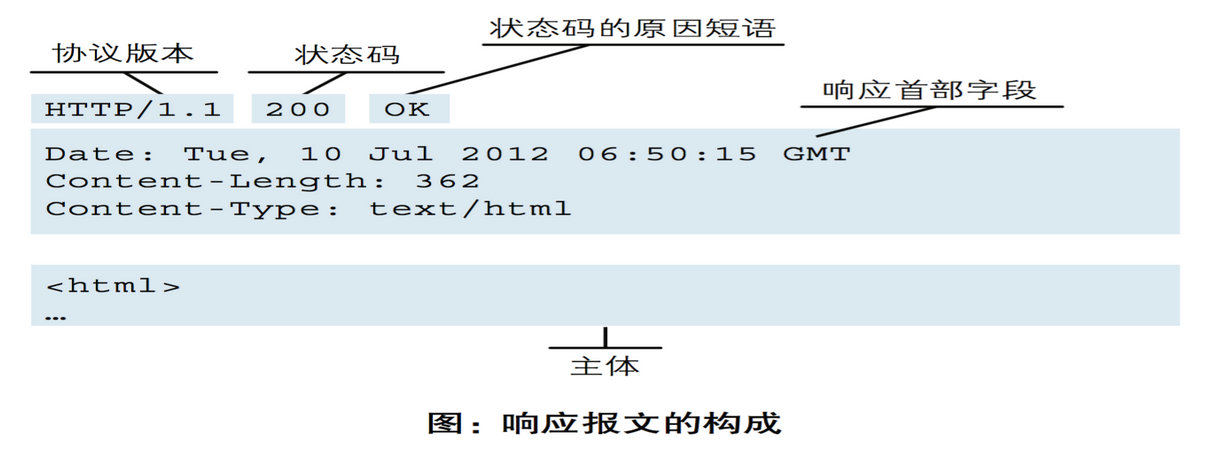 状态码的原因短语
协议版本 状态码
响应首部字段
HTTP/1.1 200 OK
Date: Tue, 10 Jul 2012 06:50:15 GMT
Content-Length: 362
Content-Type: text/html
<html>
…
主体
图：响应报文的构成